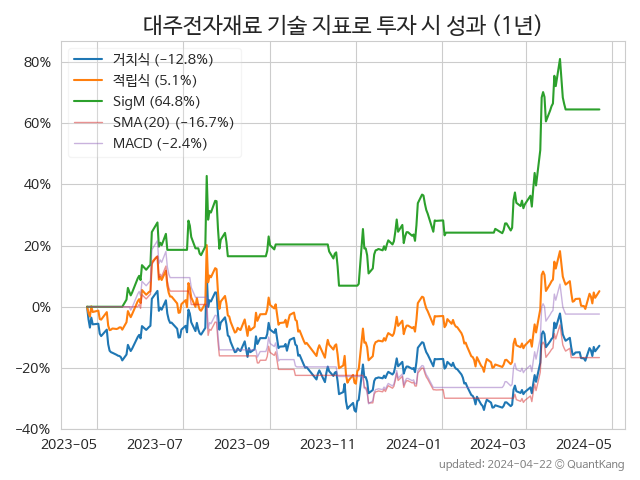 대주전자재료 기술 지표로 투자 시 성과 (1년)
거치식 (−12.8%)
적립식 (5.1%)
SigM (64.8%)
SMA(20) (−16.7%)
MACD (−2.4%)
80%
60%
40%
20%
0%
−20%
−40%
2023-05 2023-07 2023-09 2023-11 2024-01 2024-03 2024-05
updated: 2024-04-22 © QuantKang